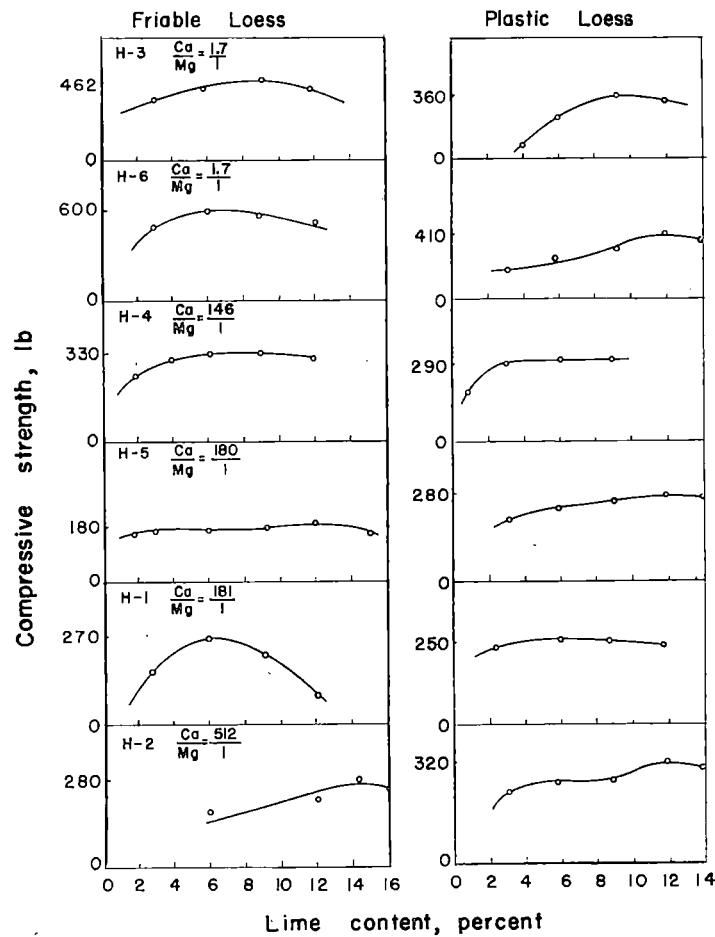 Friable Loess
Plastic Loess
H-3 Ca/Mg = 1.7/1
462
0
360
0
H-6 Ca/Mg = 1.7/1
600
0
410
0
H-4 Ca/Mg = 146/1
330
0
290
0
H-5 Ca/Mg = 180/1
180
0
280
0
H-1 Ca/Mg = 181/1
270
0
250
0
H-2 Ca/Mg = 512/1
280
0
320
0
0 2 4 6 8 10 12 14 16
0 2 4 6 8 10 12 14
Compressive strength, lb
Lime content, percent